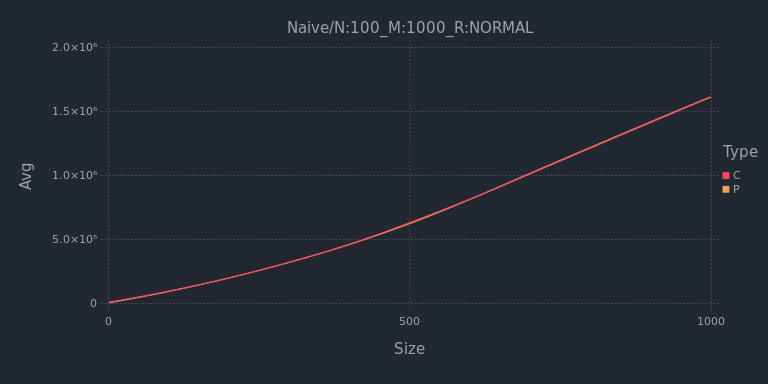 Naive/N:100_M:1000_R:NORMAL
2.0×10⁶
1.5×10⁶
1.0×10⁶
5.0×10⁵
0
Avg
0 500 1000
Size
Type
C
P